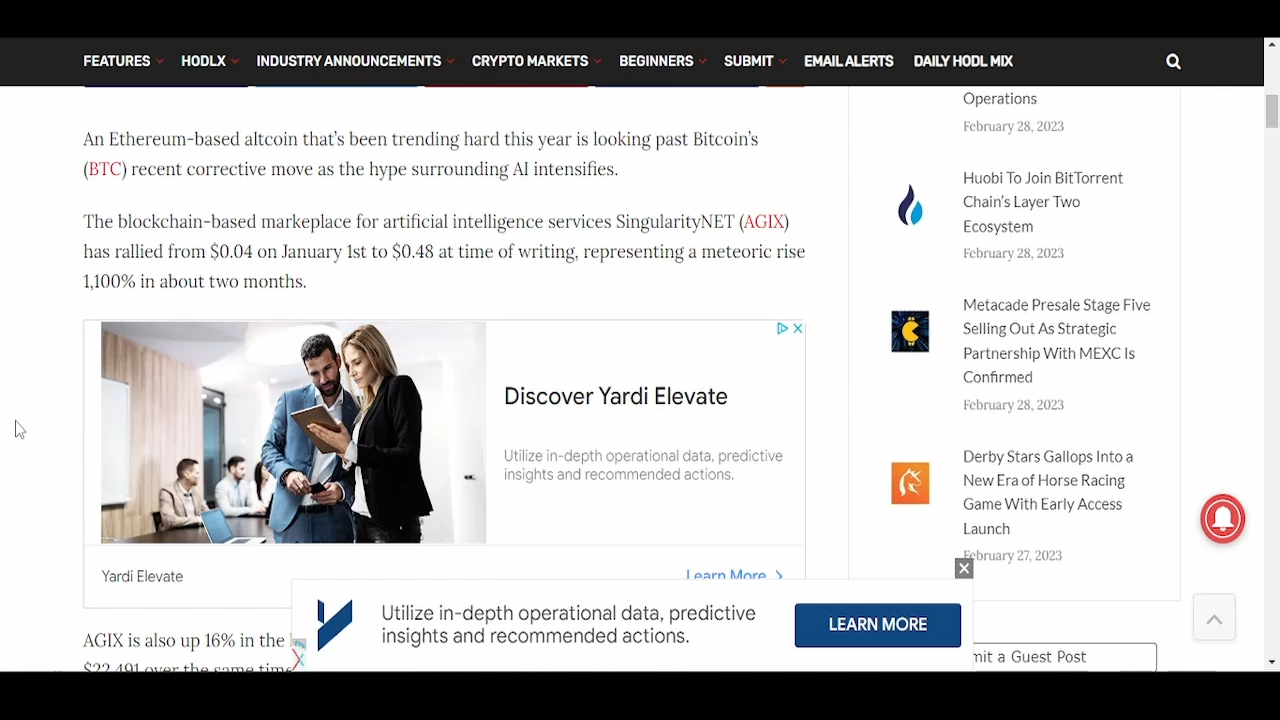 FEATURES HODLX INDUSTRY ANNOUNCEMENTS CRYPTO MARKETS BEGINNERS SUBMIT EMAIL ALERTS DAILY HODL MIX
An Ethereum-based altcoin that's been trending hard this year is looking past Bitcoin's
(BTC) recent corrective move as the hype surrounding AI intensifies.
The blockchain-based markeplace for artificial intelligence services SingularityNET (AGIX)
has rallied from $0.04 on January 1st to $0.48 at time of writing, representing a meteoric rise
1,100% in about two months.
Discover Yardi Elevate
Utilize in-depth operational data, predictive
insights and recommended actions.
Yardi Elevate
Learn More
AGIX is also up 16% in the
$22,491 over the same time
Utilize in-depth operational data, predictive
insights and recommended actions.
LEARN MORE
Operations
February 28, 2023
Huobi To Join BitTorrent
Chain's Layer Two
Ecosystem
February 28, 2023
Metacade Presale Stage Five
Selling Out As Strategic
Partnership With MEXC Is
Confirmed
February 28, 2023
Derby Stars Gallops Into a
New Era of Horse Racing
Game With Early Access
Launch
February 27, 2023
mit a Guest Post